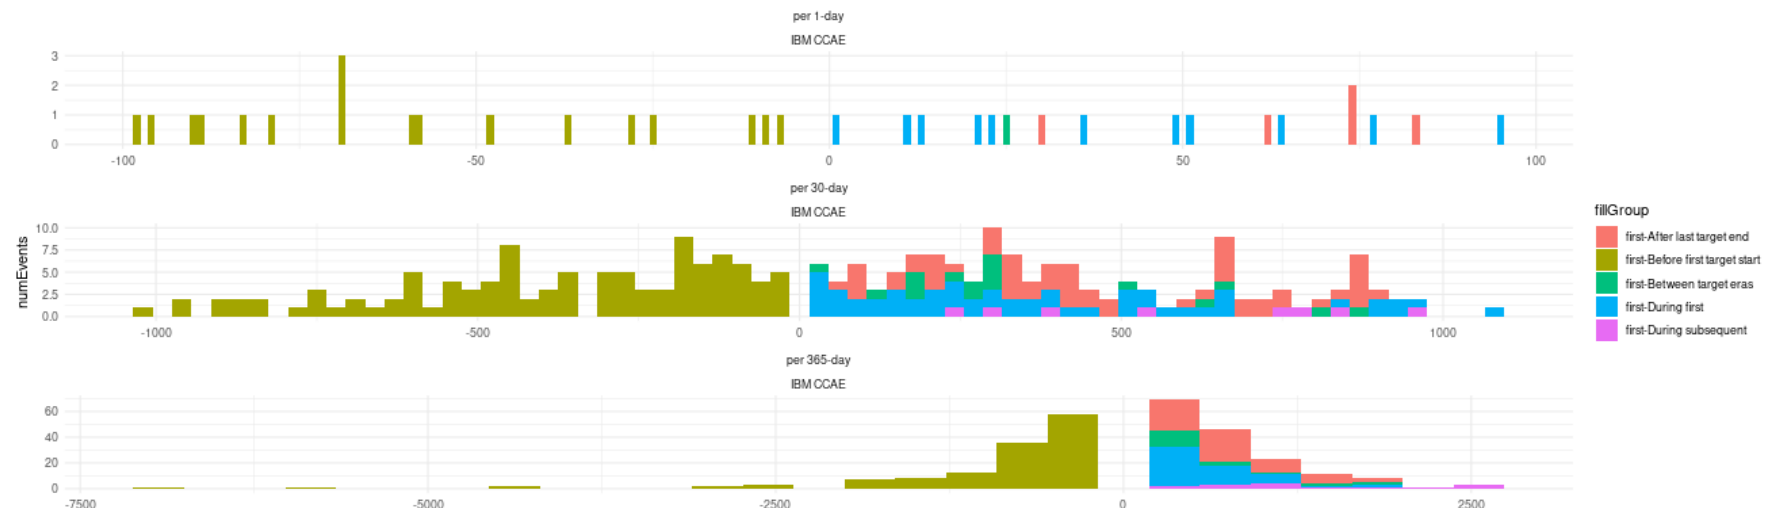 per 1-day
IBM CCAE
3
2
1
0
-100 -50 0 50 100
per 30-day
IBM CCAE
numEvents
10.0
7.5
5.0
2.5
0.0
-1000 -500 0 500 1000
per 365-day
IBM CCAE
60
40
20
0
-7500 -5000 -2500 0 2500
fillGroup
first-After last target end
first-Before first target start
first-Between target eras
first-During first
first-During subsequent